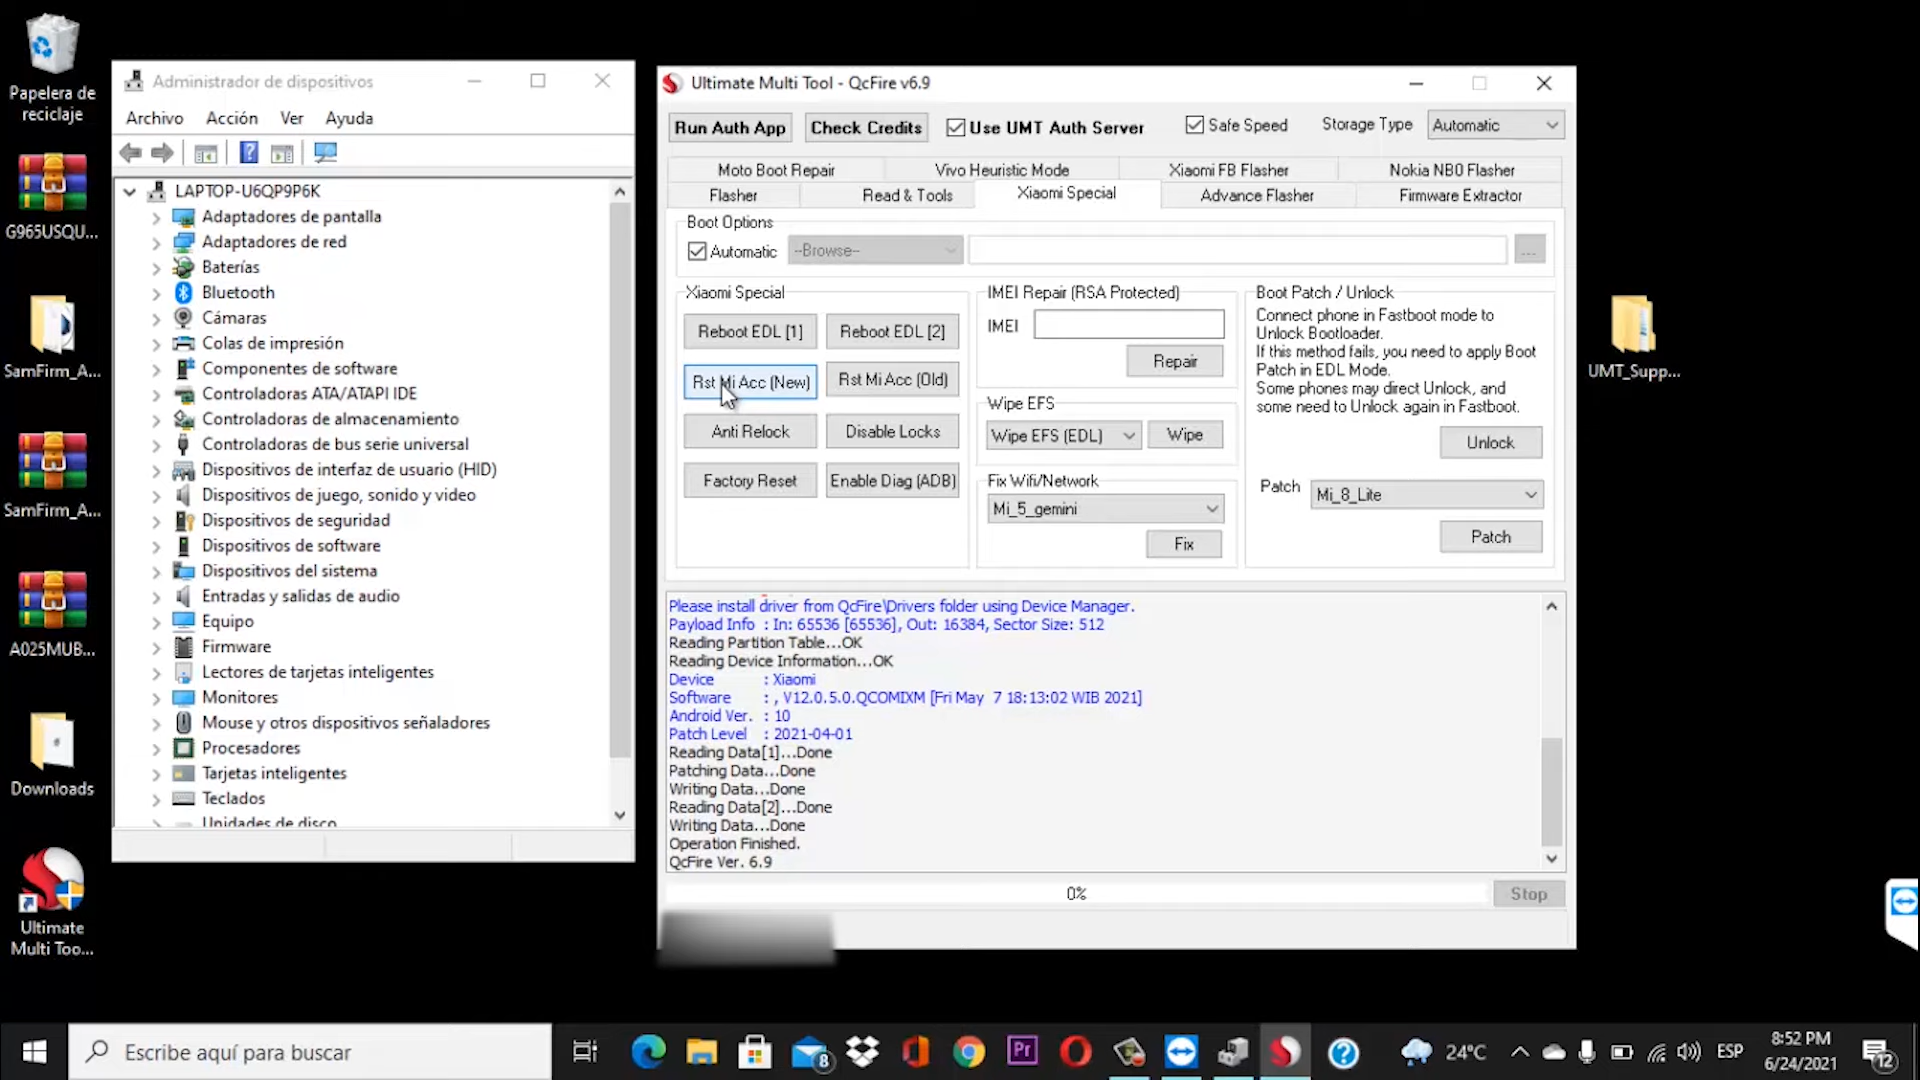 Papelera de
reciclaje
G965USQU...
SamFirm_A...
SamFirm_A...
A025MUB...
Downloads
Ultimate
Multi Too...
Administrador de dispositivos
Archivo Acción Ver Ayuda
LAPTOP-U6QP9P6K
Adaptadores de pantalla
Adaptadores de red
Baterías
Bluetooth
Cámaras
Colas de impresión
Componentes de software
Controladoras ATA/ATAPI IDE
Controladoras de almacenamiento
Controladoras de bus serie universal
Dispositivos de interfaz de usuario (HID)
Dispositivos de juego, sonido y video
Dispositivos de seguridad
Dispositivos de software
Dispositivos del sistema
Entradas y salidas de audio
Equipo
Firmware
Lectores de tarjetas inteligentes
Monitores
Mouse y otros dispositivos señaladores
Procesadores
Tarjetas inteligentes
Teclados
Unidades de disco
Ultimate Multi Tool - QcFire v6.9
Run Auth App Check Credits Use UMT Auth Server Safe Speed Storage Type Automatic
Moto Boot Repair Vivo Heuristic Mode Xiaomi FB Flasher Nokia NB0 Flasher
Flasher Read & Tools Xiaomi Special Advance Flasher Firmware Extractor
Boot Options
Automatic --Browse-- ...
Xiaomi Special
Reboot EDL [1] Reboot EDL [2]
Rst Mi Acc (New) Rst Mi Acc (Old)
Anti Relock Disable Locks
Factory Reset Enable Diag (ADB)
IMEI Repair (RSA Protected)
IMEI
Repair
Wipe EFS
Wipe EFS (EDL) Wipe
Fix Wifi/Network
Mi_5_gemini
Fix
Boot Patch / Unlock
Connect phone in Fastboot mode to
Unlock Bootloader.
If this method fails, you need to apply Boot
Patch in EDL Mode.
Some phones may direct Unlock, and
some need to Unlock again in Fastboot.
Unlock
Patch Mi_8_Lite
Patch
Please install driver from QcFire\Drivers folder using Device Manager.
Payload Info : In: 65536 [65536], Out: 16384, Sector Size: 512
Reading Partition Table...OK
Reading Device Information...OK
Device : Xiaomi
Software : , V12.0.5.0.QCOMIXM [Fri May 7 18:13:02 WIB 2021]
Android Ver. : 10
Patch Level : 2021-04-01
Reading Data[1]...Done
Patching Data...Done
Writing Data...Done
Reading Data[2]...Done
Writing Data...Done
Operation Finished.
QcFire Ver. 6.9
0% Stop
UMT_Supp...
Escribe aquí para buscar
8
Pr
24°C
ESP
8:52 PM
6/24/2021
12